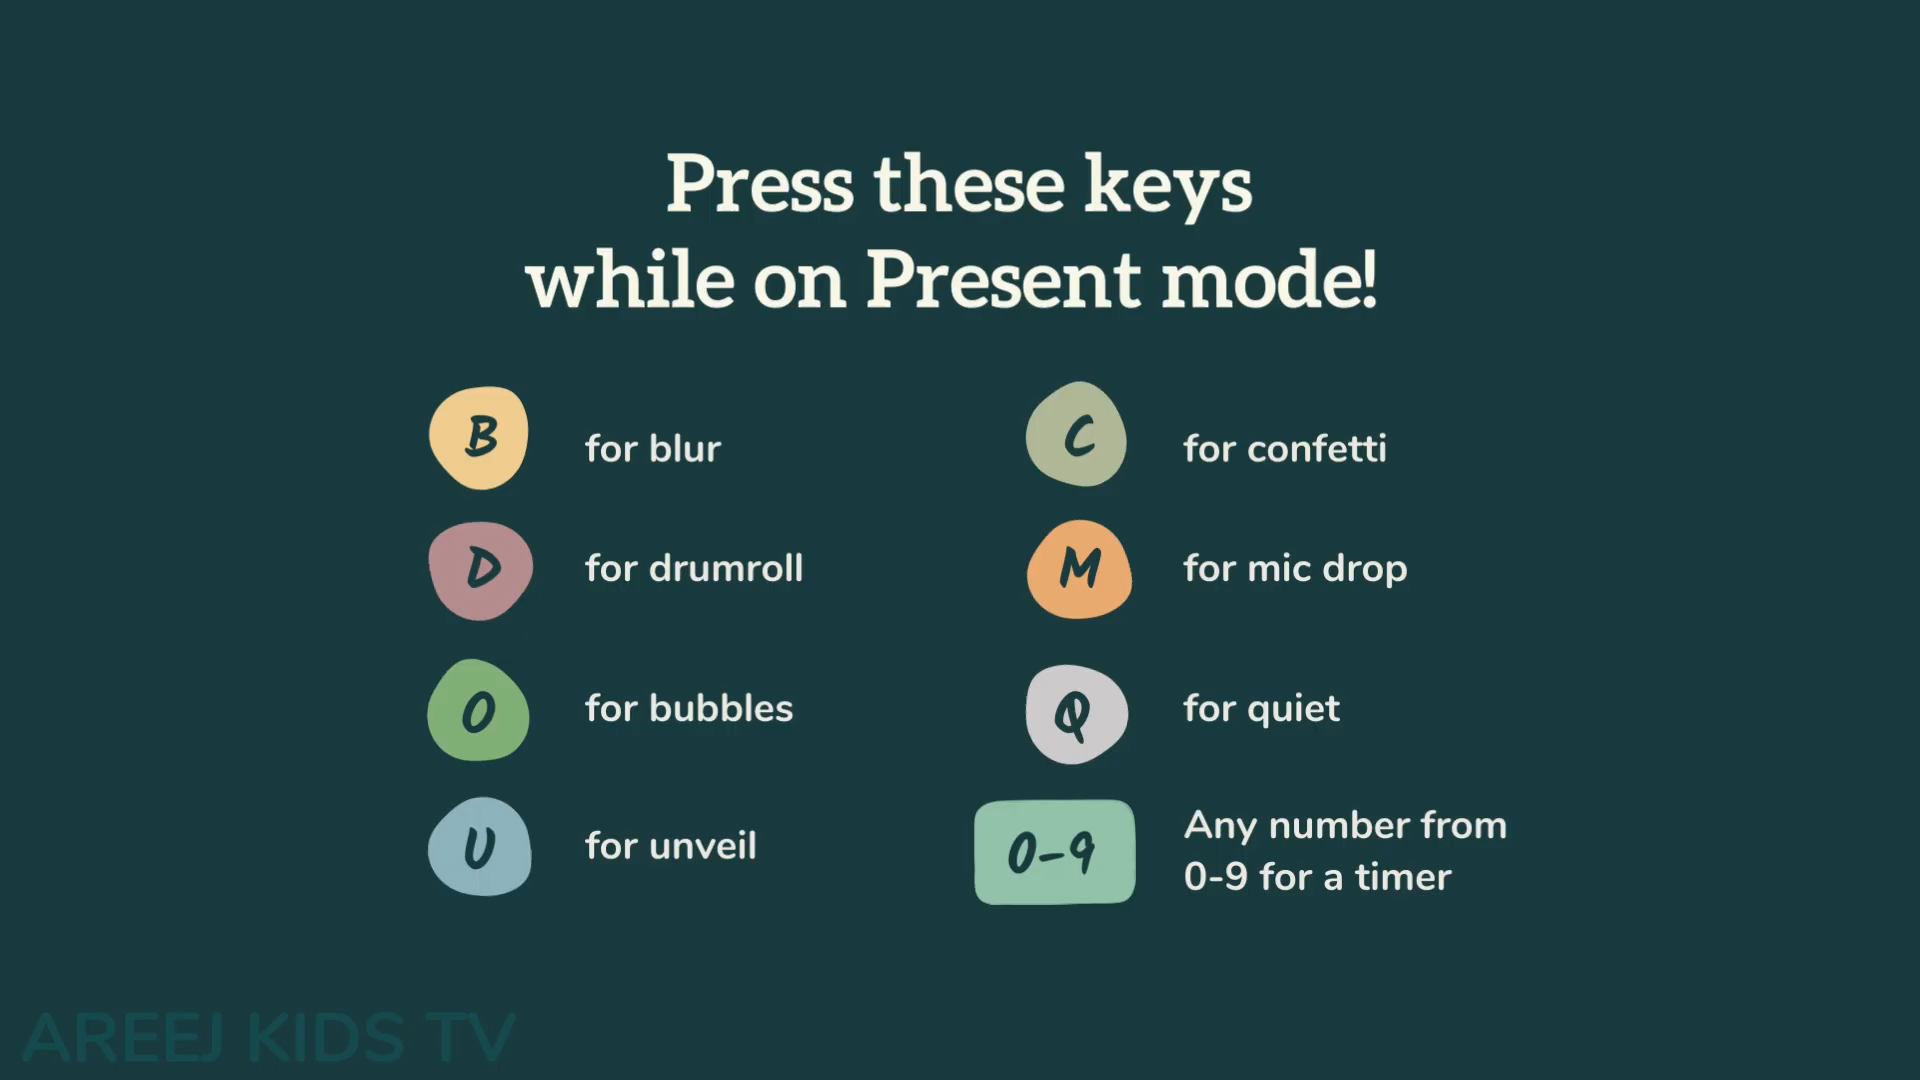 Press these keys
while on Present mode!
B for blur
C for confetti
D for drumroll
M for mic drop
O for bubbles
Q for quiet
U for unveil
0-9 Any number from
0-9 for a timer
AREEJ KIDS TV